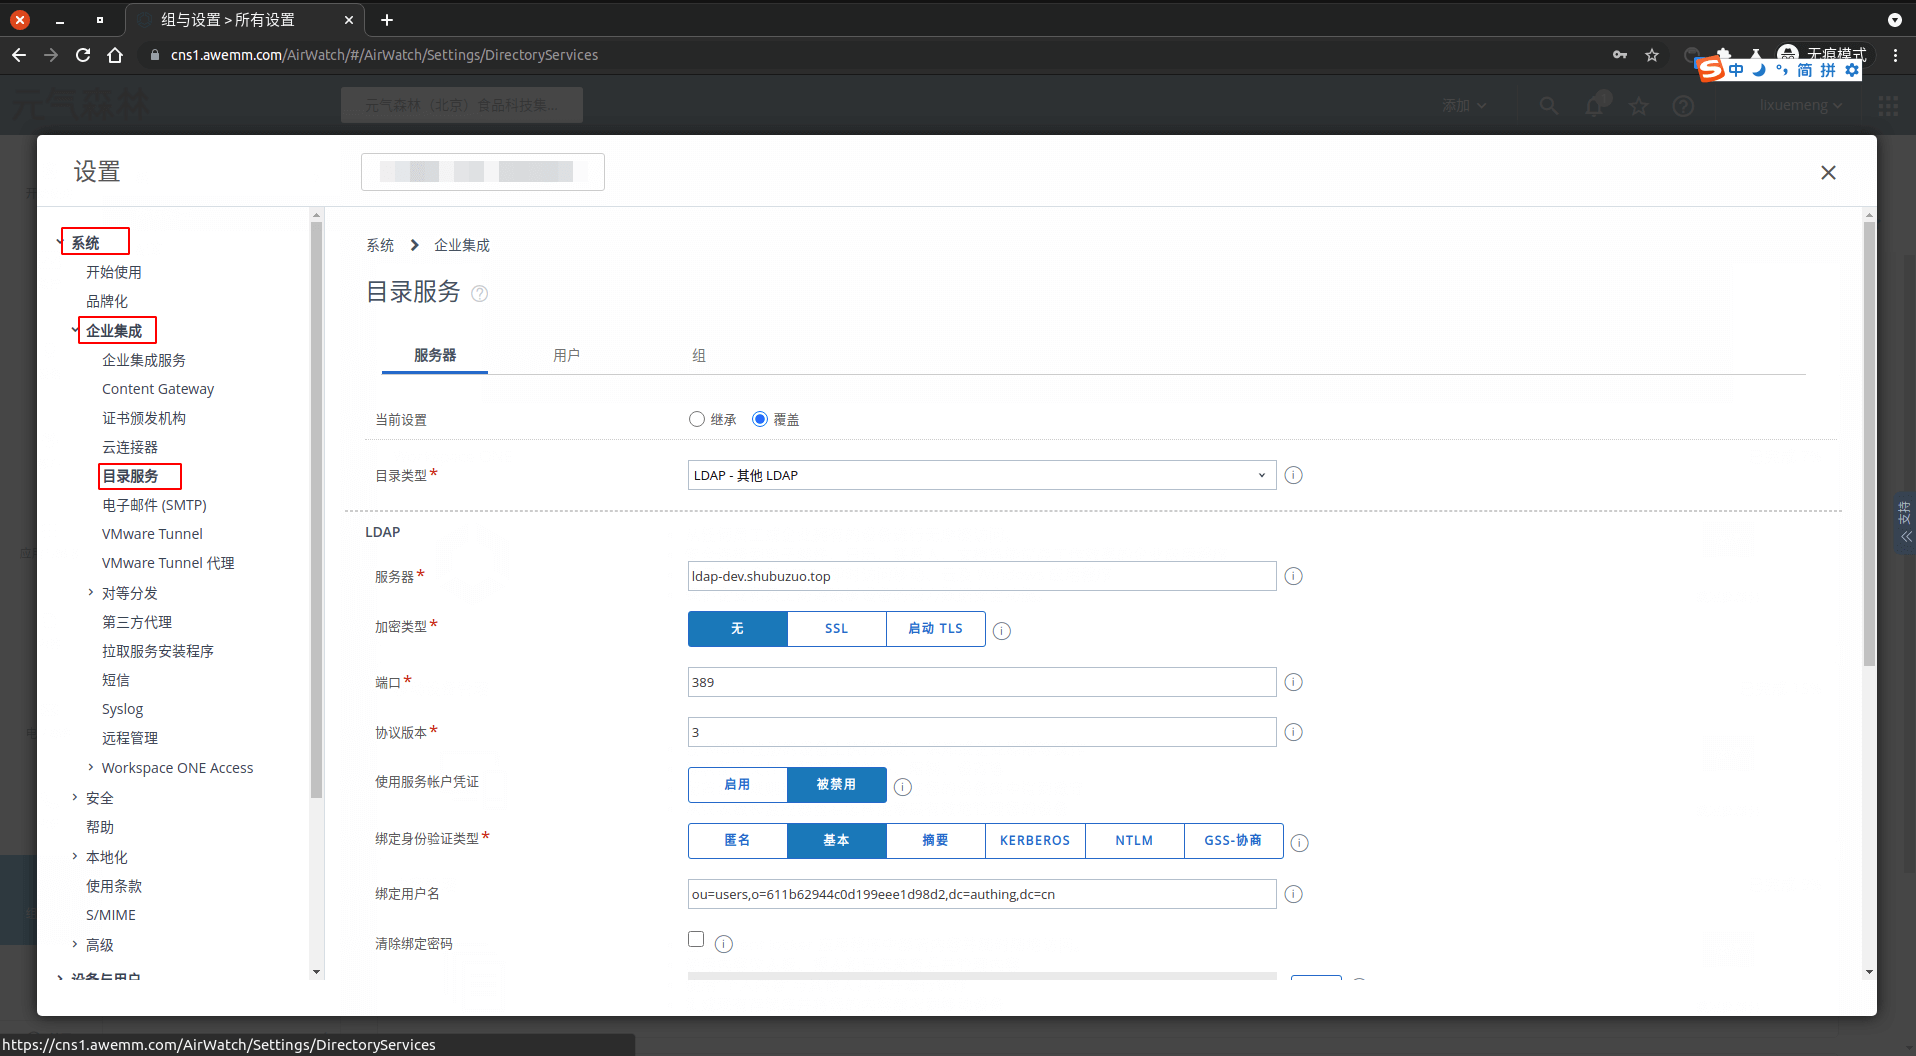 组与设置 > 所有设置
cns1.awemm.com/AirWatch/#/AirWatch/Settings/DirectoryServices
无痕模式
中 简 拼
元气森林
元气森林（北京）食品科技集...
添加
lixuemeng
设置
系统
开始使用
品牌化
企业集成
企业集成服务
Content Gateway
证书颁发机构
云连接器
目录服务
电子邮件 (SMTP)
VMware Tunnel
VMware Tunnel 代理
对等分发
第三方代理
拉取服务安装程序
短信
Syslog
远程管理
Workspace ONE Access
安全
帮助
本地化
使用条款
S/MIME
高级
设备与用户
系统 企业集成
目录服务
服务器 用户 组
当前设置 继承 覆盖
目录类型* LDAP - 其他 LDAP
LDAP
服务器* ldap-dev.shubuzuo.top
加密类型* 无 SSL 启动 TLS
端口* 389
协议版本* 3
使用服务帐户凭证 启用 被禁用
绑定身份验证类型* 匿名 基本 摘要 KERBEROS NTLM GSS-协商
绑定用户名 ou=users,o=611b62944c0d199eee1d98d2,dc=authing,dc=cn
清除绑定密码
支持
https://cns1.awemm.com/AirWatch/Settings/DirectoryServices